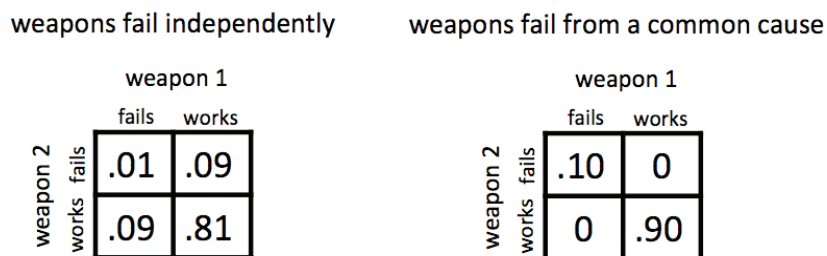 weapons fail independently
weapon 1
fails works
weapon 2
fails
.01 .09
works
.09 .81
weapons fail from a common cause
weapon 1
fails works
weapon 2
fails
.10 0
works
0 .90